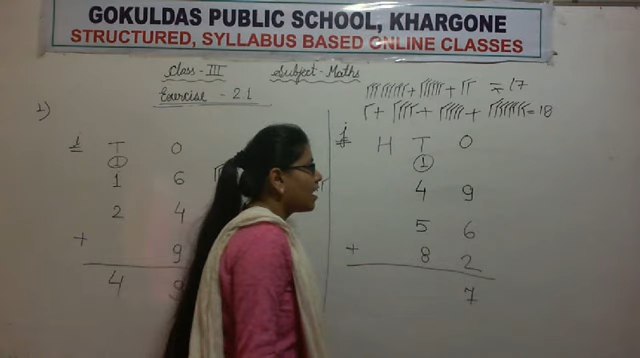 GOKULDAS PUBLIC SCHOOL, KHARGONE
STRUCTURED, SYLLABUS BASED ONLINE CLASSES
Class - III Subject - Maths
Exercise - 2.1
= 17
= 18
1)
i T O
1
1 6
2 4
+ 9
4 9
j H T O
1
4 9
5 6
+ 8 2
7